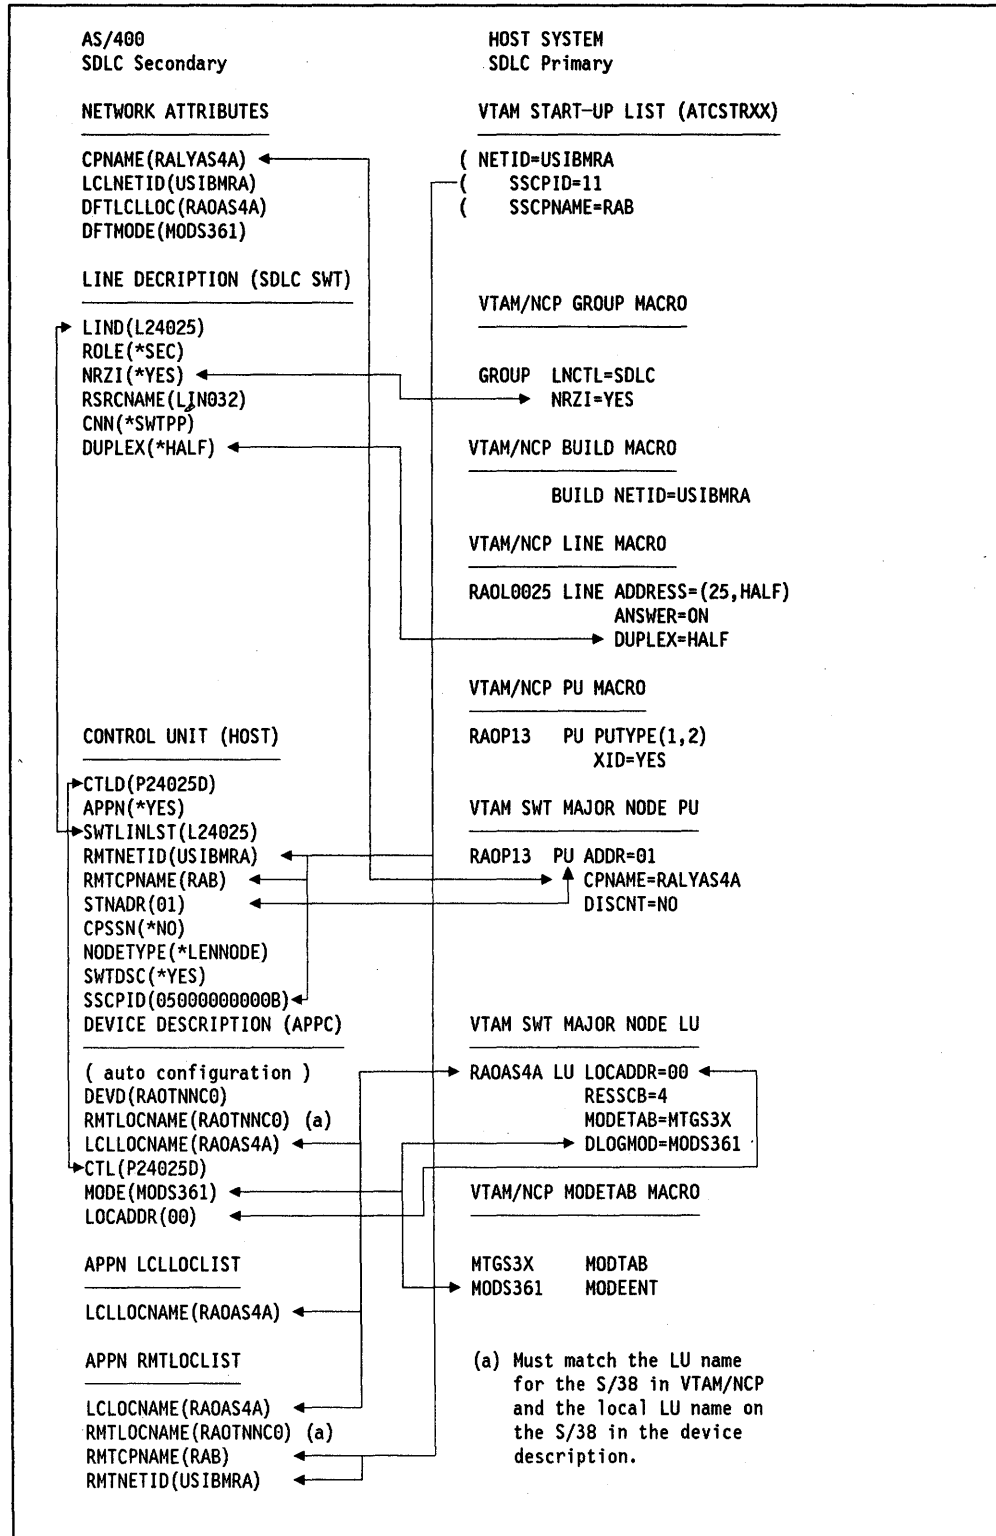 AS/400
SDLC Secondary
NETWORK ATTRIBUTES
CPNAME(RALYAS4A)
LCLNETID(USIBMRA)
DFTLCLLOC(RAOAS4A)
DFTMODE(MODS361)
LINE DECRIPTION (SDLC SWT)
LIND(L24025)
ROLE(*SEC)
NRZI(*YES)
RSRCNAME(LIN032)
CNN(*SWTPP)
DUPLEX(*HALF)
CONTROL UNIT (HOST)
CTLD(P24025D)
APPN(*YES)
SWTLINLST(L24025)
RMTNETID(USIBMRA)
RMTCPNAME(RAB)
STNADR(01)
CPSSN(*NO)
NODETYPE(*LENNODE)
SWTDSC(*YES)
SSCPID(05000000000B)
DEVICE DESCRIPTION (APPC)
( auto configuration )
DEVD(RAOTNNC0)
RMTLOCNAME(RAOTNNC0) (a)
LCLLOCNAME(RAOAS4A)
CTL(P24025D)
MODE(MODS361)
LOCADDR(00)
APPN LCLLOCLIST
LCLLOCNAME(RAOAS4A)
APPN RMTLOCLIST
LCLOCNAME(RAOAS4A)
RMTLOCNAME(RAOTNNC0) (a)
RMTCPNAME(RAB)
RMTNETID(USIBMRA)
HOST SYSTEM
SDLC Primary
VTAM START-UP LIST (ATCSTRXX)
( NETID=USIBMRA
( SSCPID=11
( SSCPNAME=RAB
VTAM/NCP GROUP MACRO
GROUP LNCTL=SDLC
NRZI=YES
VTAM/NCP BUILD MACRO
BUILD NETID=USIBMRA
VTAM/NCP LINE MACRO
RAOL0025 LINE ADDRESS=(25,HALF)
ANSWER=ON
DUPLEX=HALF
VTAM/NCP PU MACRO
RAOP13 PU PUTYPE(1,2)
XID=YES
VTAM SWT MAJOR NODE PU
RAOP13 PU ADDR=01
CPNAME=RALYAS4A
DISCNT=NO
VTAM SWT MAJOR NODE LU
RAOAS4A LU LOCADDR=00
RESSCB=4
MODETAB=MTGS3X
DLOGMOD=MODS361
VTAM/NCP MODETAB MACRO
MTGS3X MODTAB
MODS361 MODEENT
(a) Must match the LU name
for the S/38 in VTAM/NCP
and the local LU name on
the S/38 in the device
description.